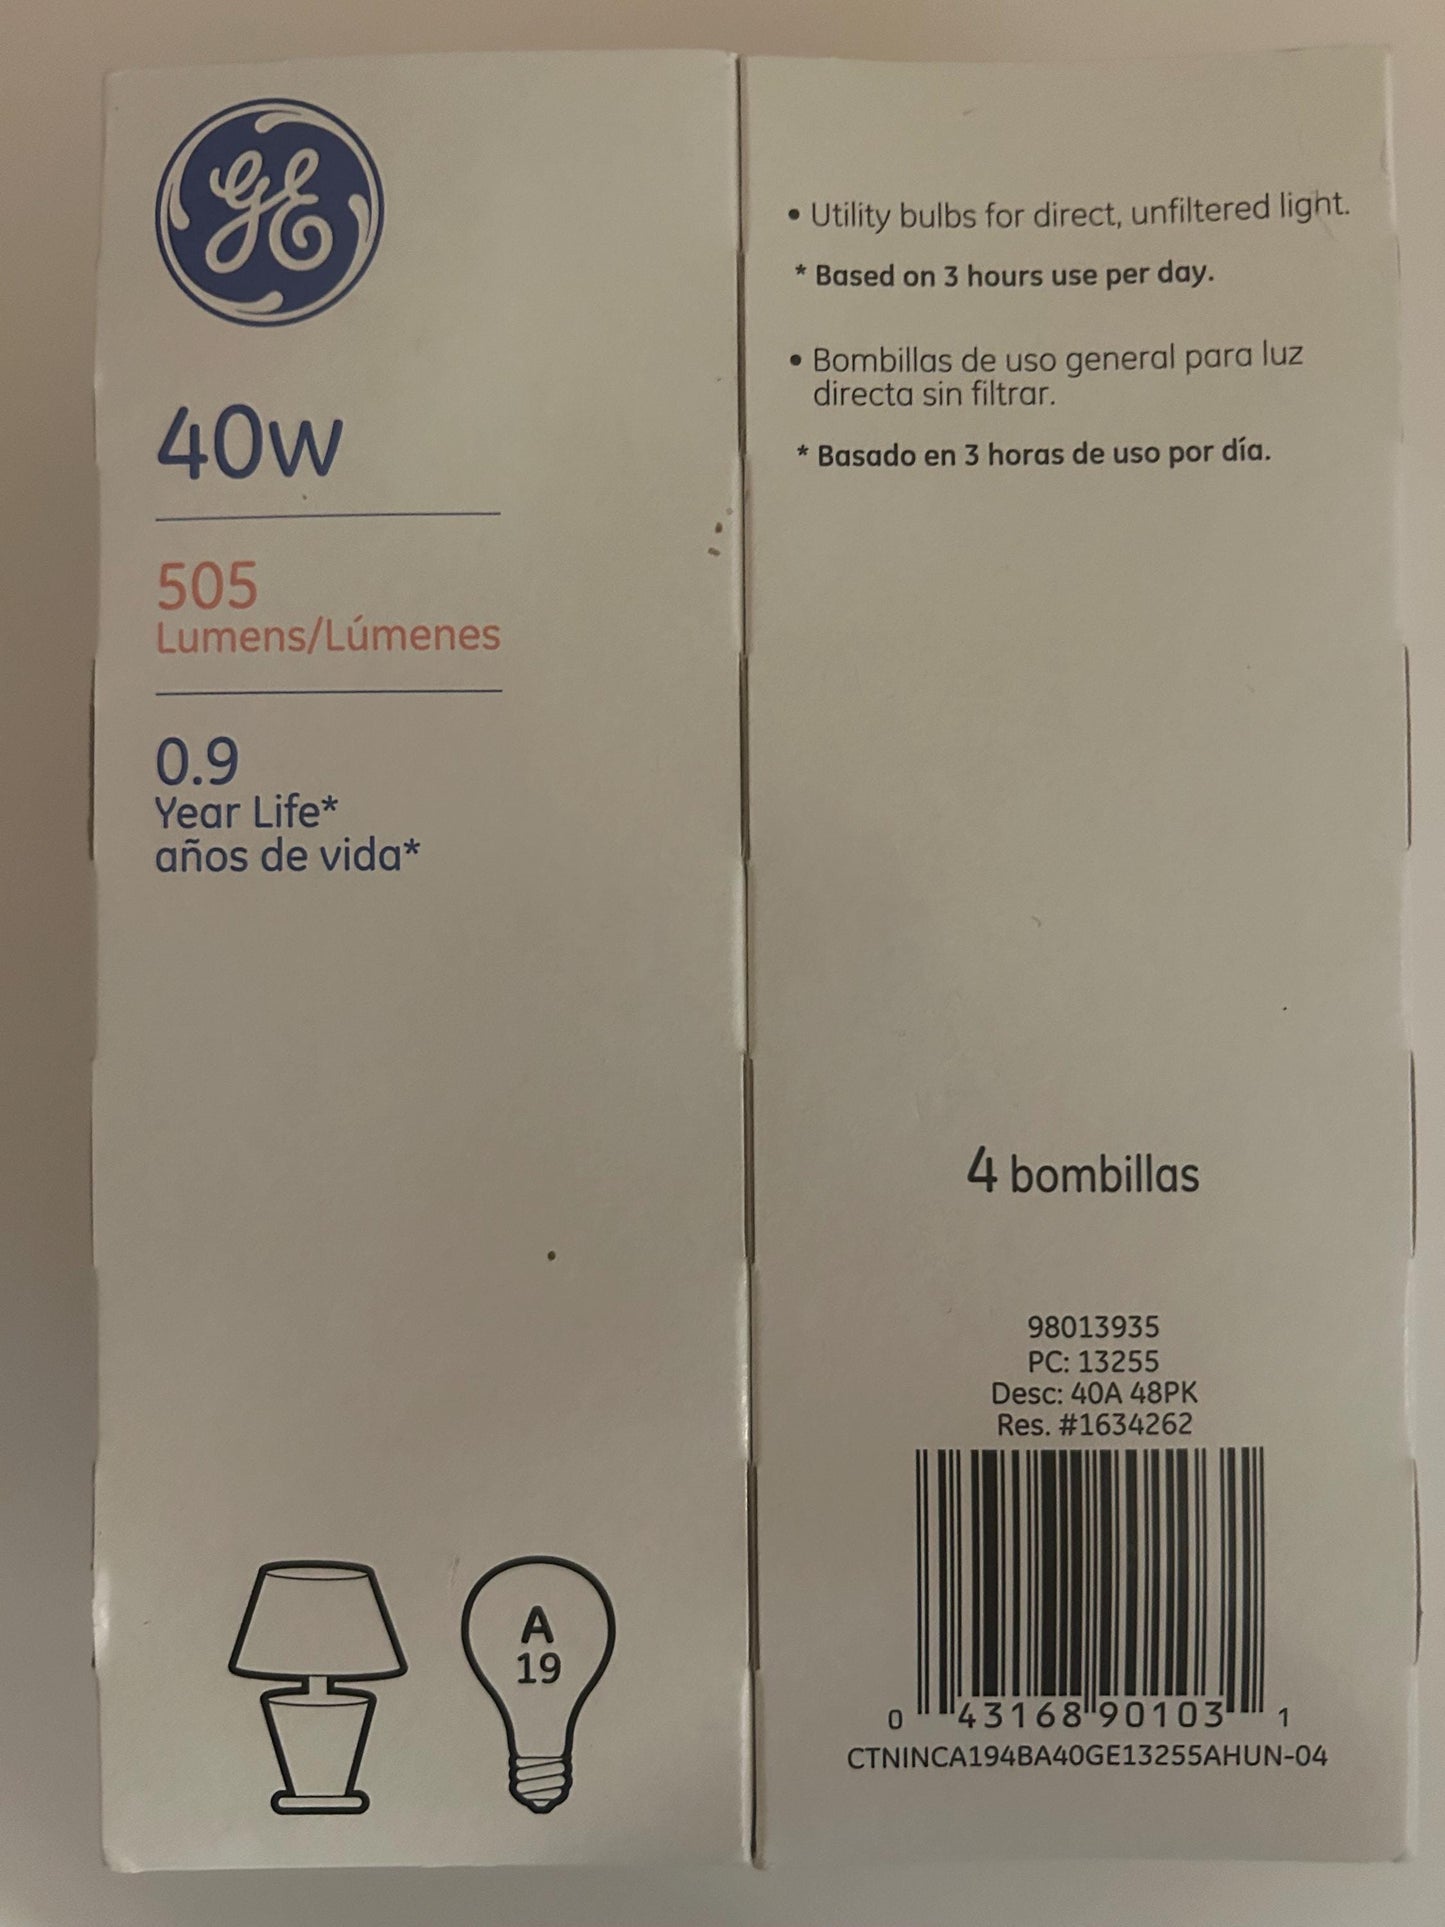 GE
40w
505
Lumens/Lúmenes
0.9
Year Life*
años de vida*
A
19
• Utility bulbs for direct, unfiltered light.
* Based on 3 hours use per day.
• Bombillas de uso general para luz
directa sin filtrar.
* Basado en 3 horas de uso por día.
4 bombillas
98013935
PC: 13255
Desc: 40A 48PK
Res. #1634262
0 43168 90103 1
CTNINCA194BA40GE13255AHUN-04